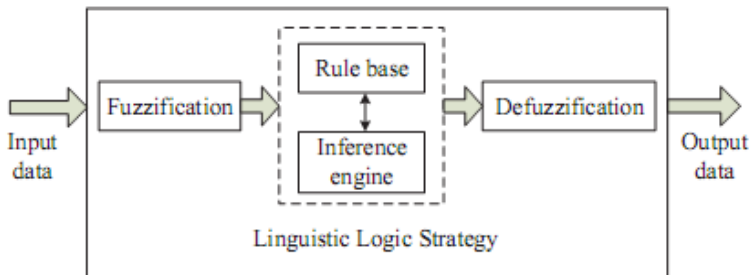 Rule base
Fuzzification
Defuzzification
Input
data
Inference
engine
Output
data
Linguistic Logic Strategy